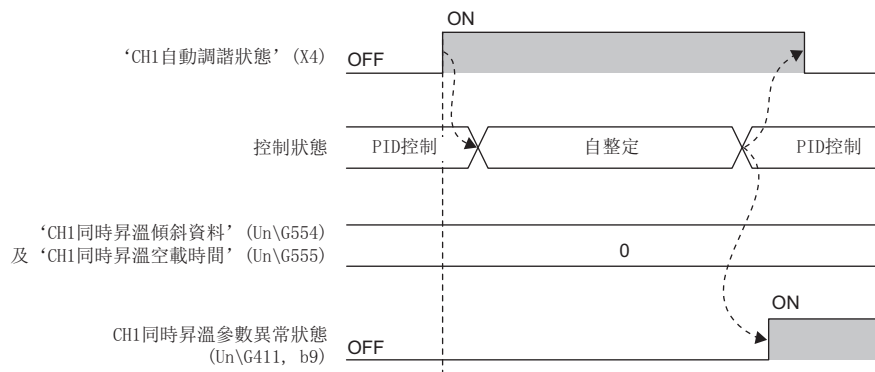 ON
‘CH1自動調諧狀態’(X4)
OFF
控制狀態
PID控制
自整定
PID控制
‘CH1同時昇溫傾斜資料’(Un\G554)
及‘CH1同時昇溫空載時間’(Un\G555)
0
ON
CH1同時昇溫參數異常狀態
(Un\G411, b9)
OFF